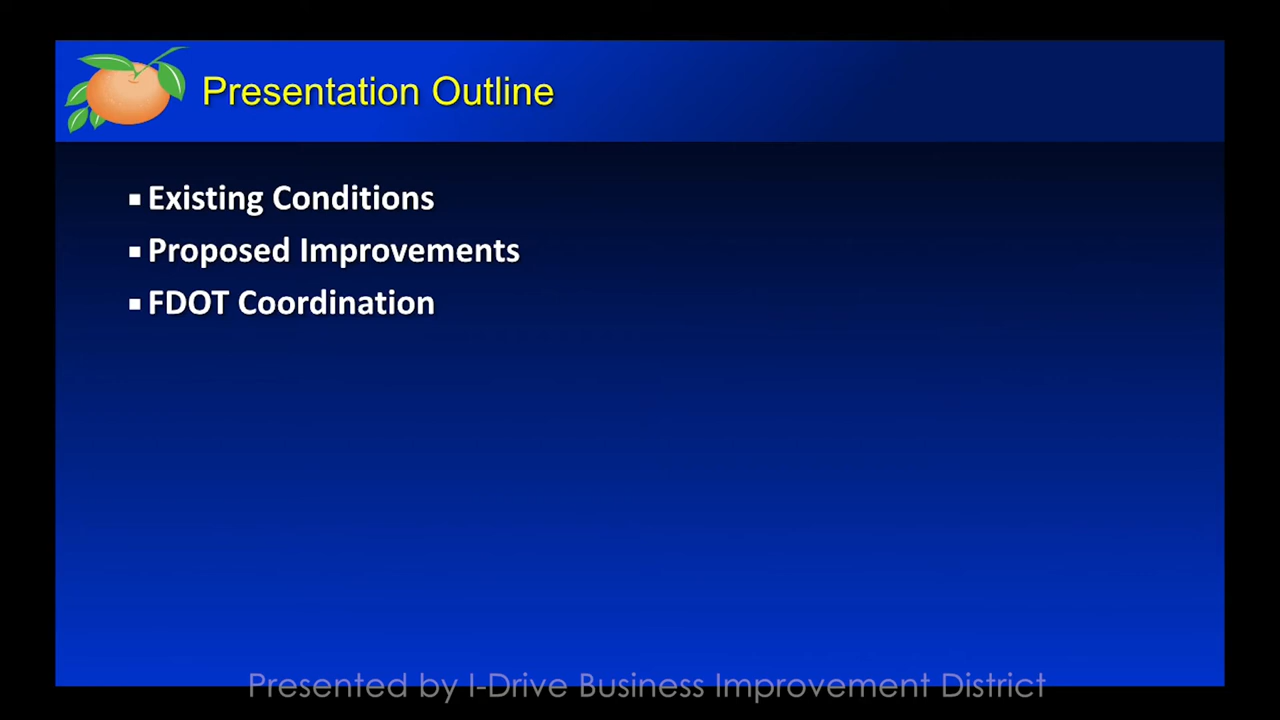 Presentation Outline
▪ Existing Conditions
▪ Proposed Improvements
▪ FDOT Coordination
Presented by I-Drive Business Improvement District